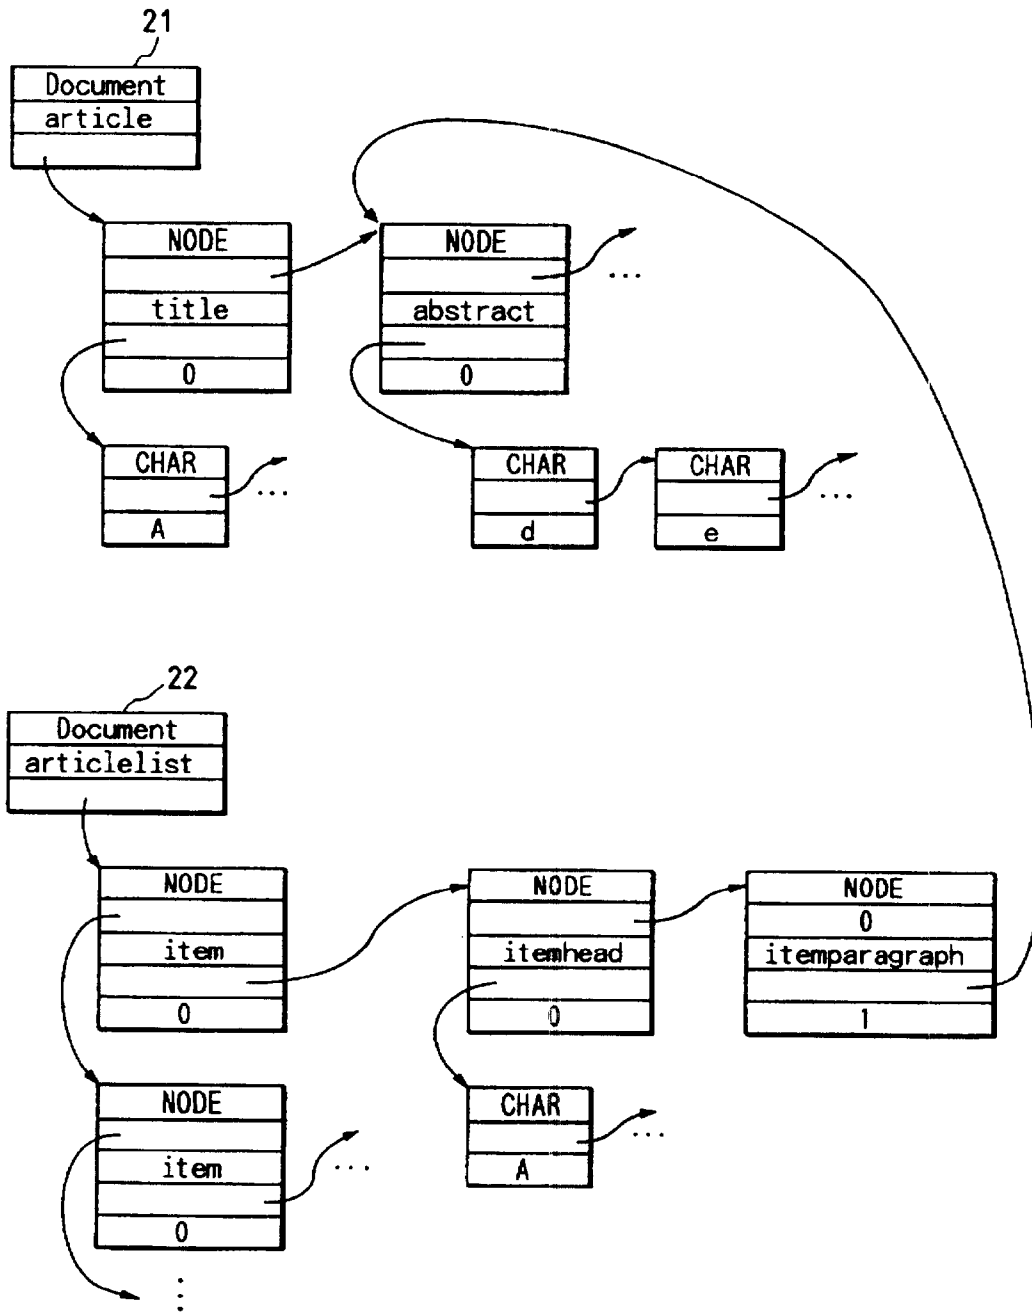 21
Document
article
NODE
title
0
NODE
abstract
0
...
CHAR
A
...
CHAR
d
CHAR
e
...
22
Document
articlelist
NODE
item
0
NODE
itemhead
0
NODE
0
itemparagraph
1
NODE
item
0
...
CHAR
A
...